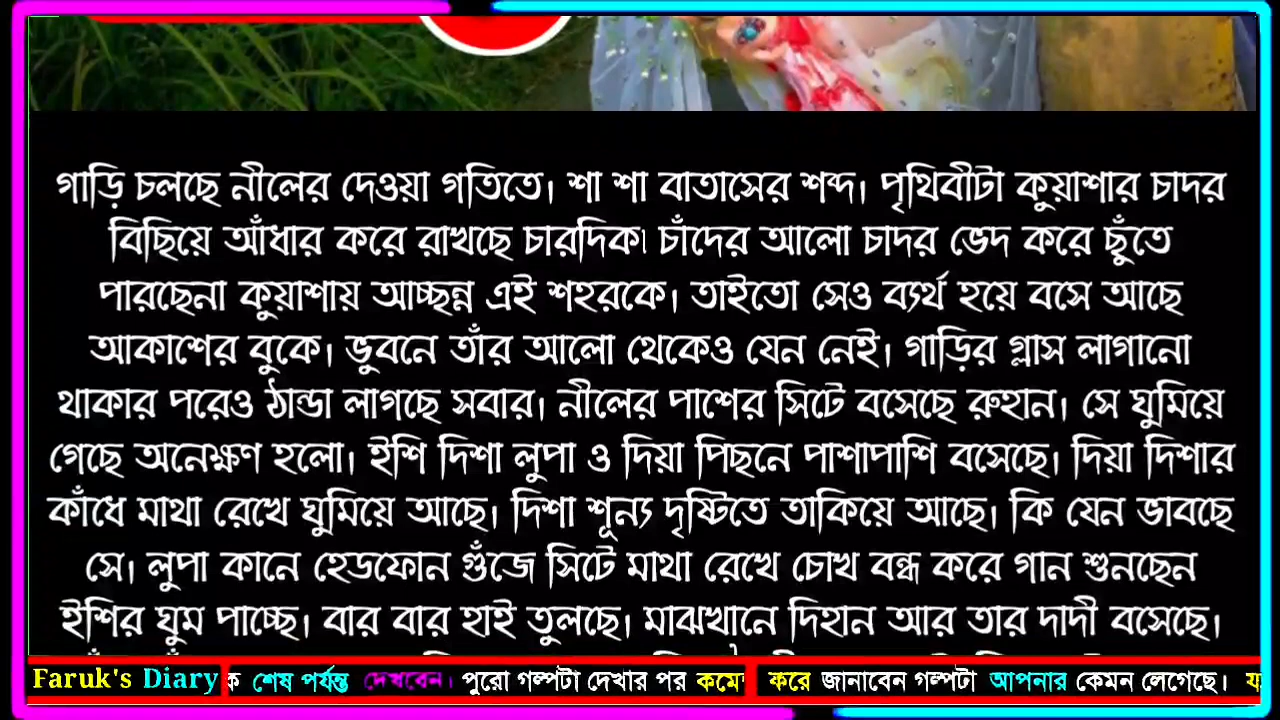 গাড়ি চলছে নীলের দেওয়া গতিতে। শা শা বাতাসের শব্দ। পৃথিবীটা কুয়াশার চাদর
বিছিয়ে আঁধার করে রাখছে চারদিক৷ চাঁদের আলো চাদর ভেদ করে ছুঁতে
পারছেনা কুয়াশায় আচ্ছন্ন এই শহরকে। তাইতো সেও ব্যর্থ হয়ে বসে আছে
আকাশের বুকে। ভুবনে তাঁর আলো থেকেও যেন নেই। গাড়ির গ্লাস লাগানো
থাকার পরেও ঠান্ডা লাগছে সবার। নীলের পাশের সিটে বসেছে রুহান। সে ঘুমিয়ে
গেছে অনেক্ষণ হলো। ইশি দিশা লুপা ও দিয়া পিছনে পাশাপাশি বসেছে। দিয়া দিশার
কাঁধে মাথা রেখে ঘুমিয়ে আছে। দিশা শূন্য দৃষ্টিতে তাকিয়ে আছে। কি যেন ভাবছে
সে। লুপা কানে হেডফোন গুঁজে সিটে মাথা রেখে চোখ বন্ধ করে গান শুনছেন
ইশির ঘুম পাচ্ছে। বার বার হাই তুলছে। মাঝখানে দিহান আর তার দাদী বসেছে।
Faruk's Diary ক শেষ পর্যন্ত দেখবেন। পুরো গল্পটা দেখার পর কমে করে জানাবেন গল্পটা আপনার কেমন লেগেছে।